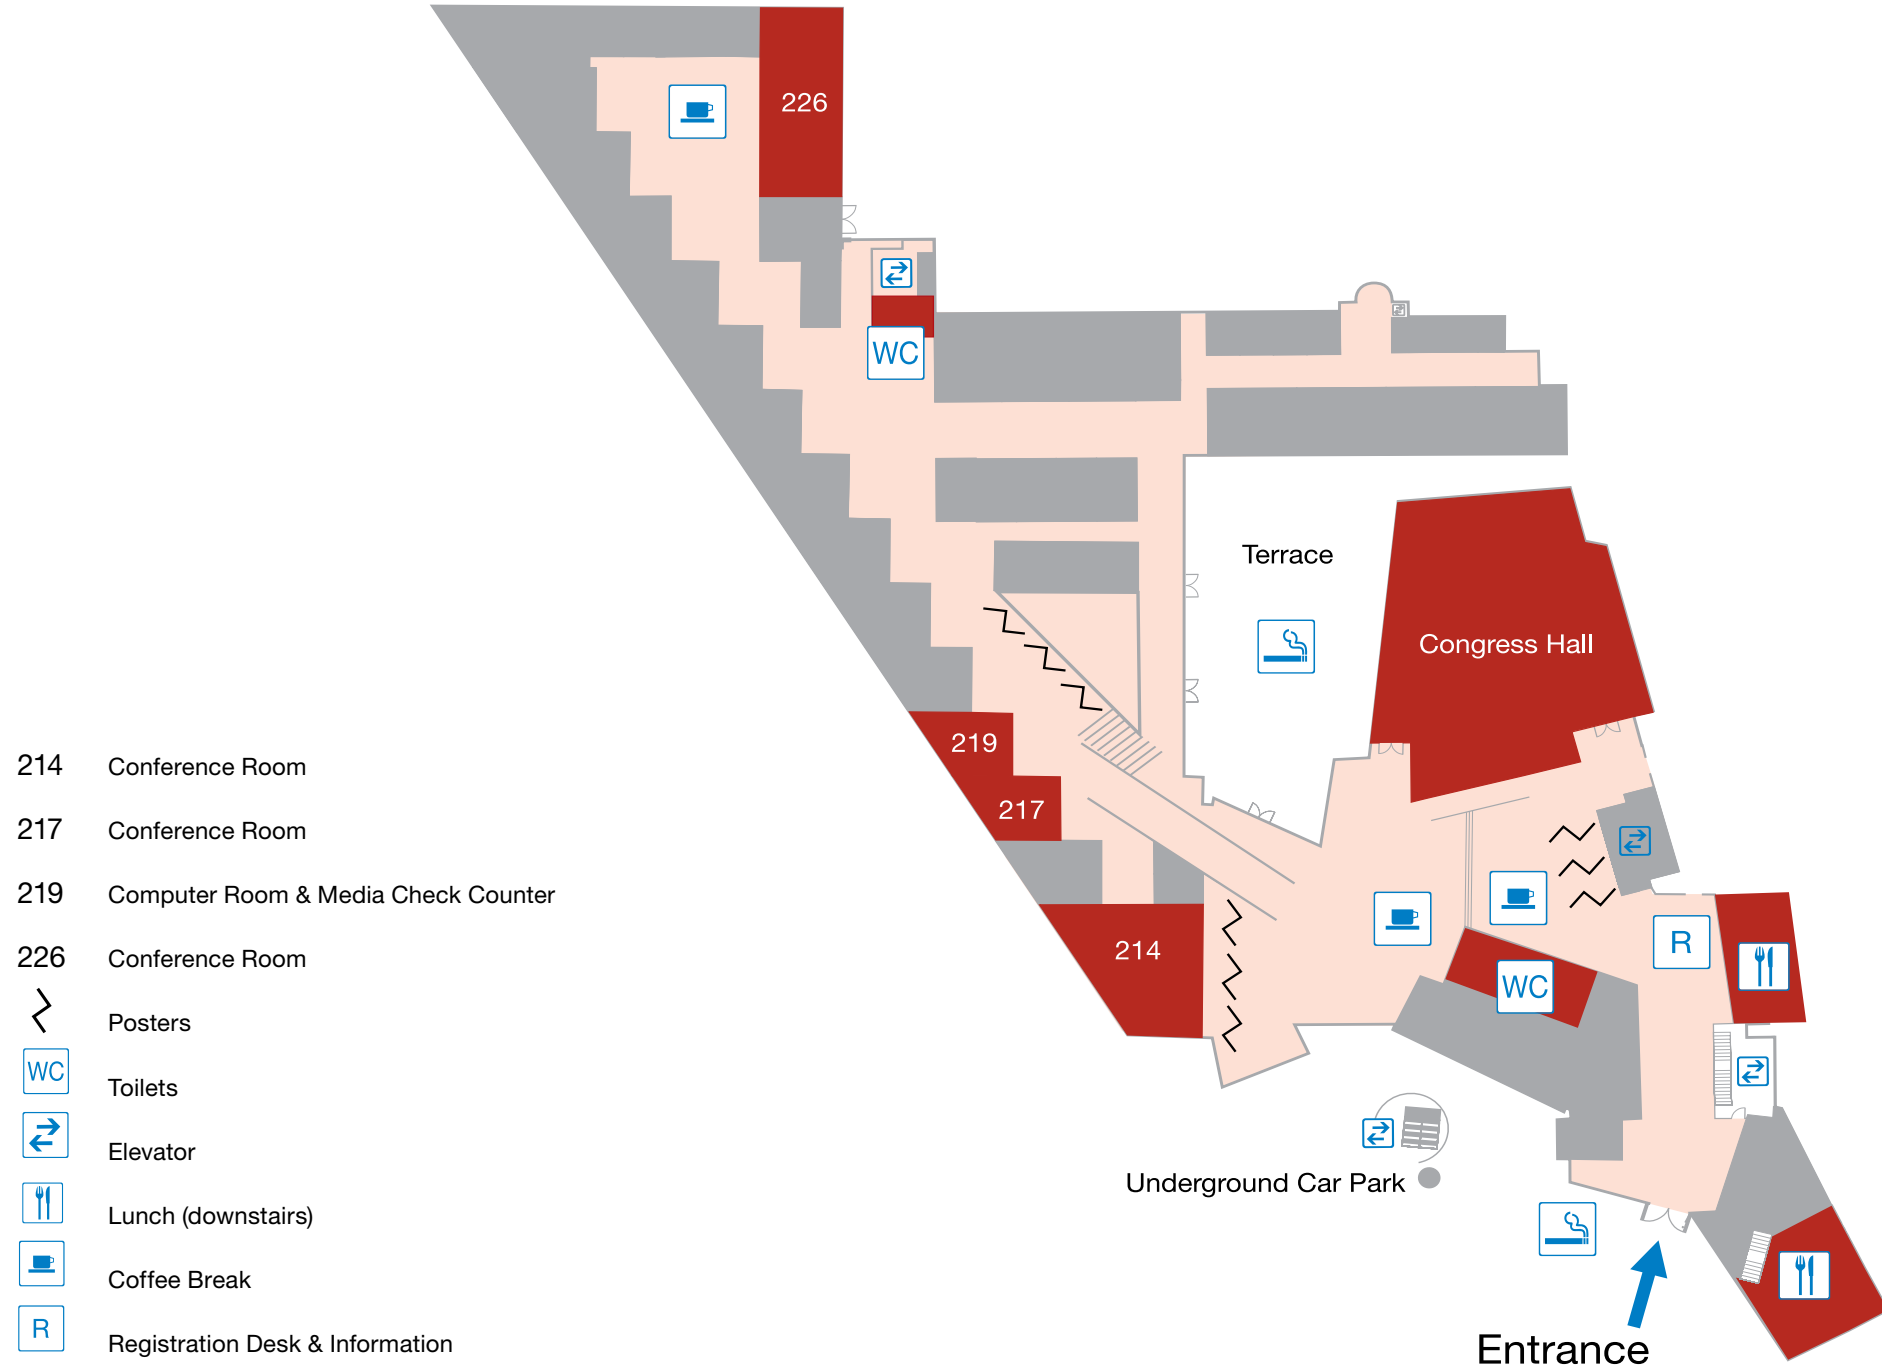 226
WC
Terrace
Congress Hall
219
217
214
R
WC
Underground Car Park
Entrance
214 Conference Room
217 Conference Room
219 Computer Room & Media Check Counter
226 Conference Room
Posters
WC Toilets
Elevator
Lunch (downstairs)
Coffee Break
R Registration Desk & Information